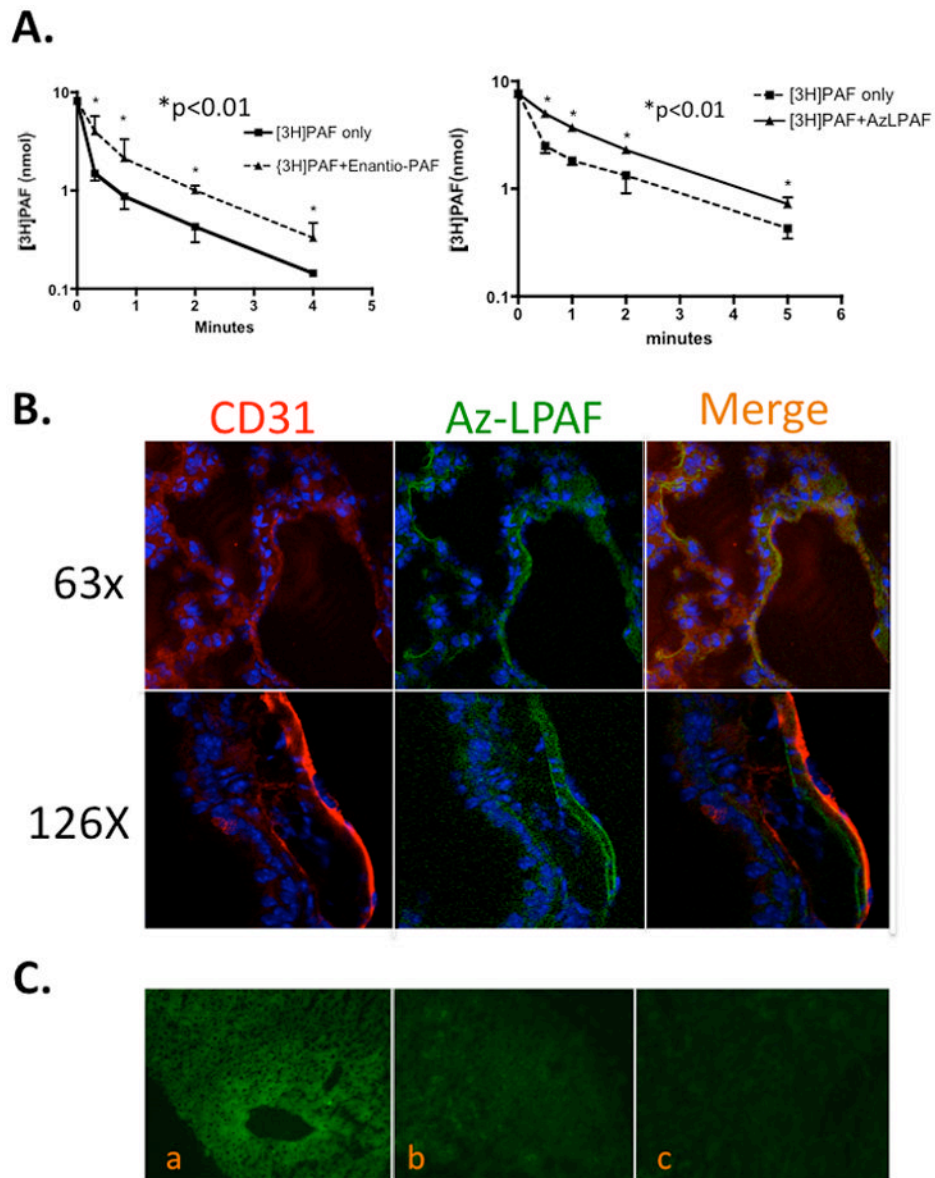 A.
10
1
0.1
[3H]PAF (nmol)
*p<0.01
[3H]PAF only
{3H]PAF+Enantio-PAF
* * * *
0 1 2 3 4 5
Minutes
10
1
0.1
[3H]PAF(nmol)
*p<0.01
[3H]PAF only
[3H]PAF+AzLPAF
* * * *
0 1 2 3 4 5 6
minutes
B.
CD31 Az-LPAF Merge
63x
126X
C.
a b c